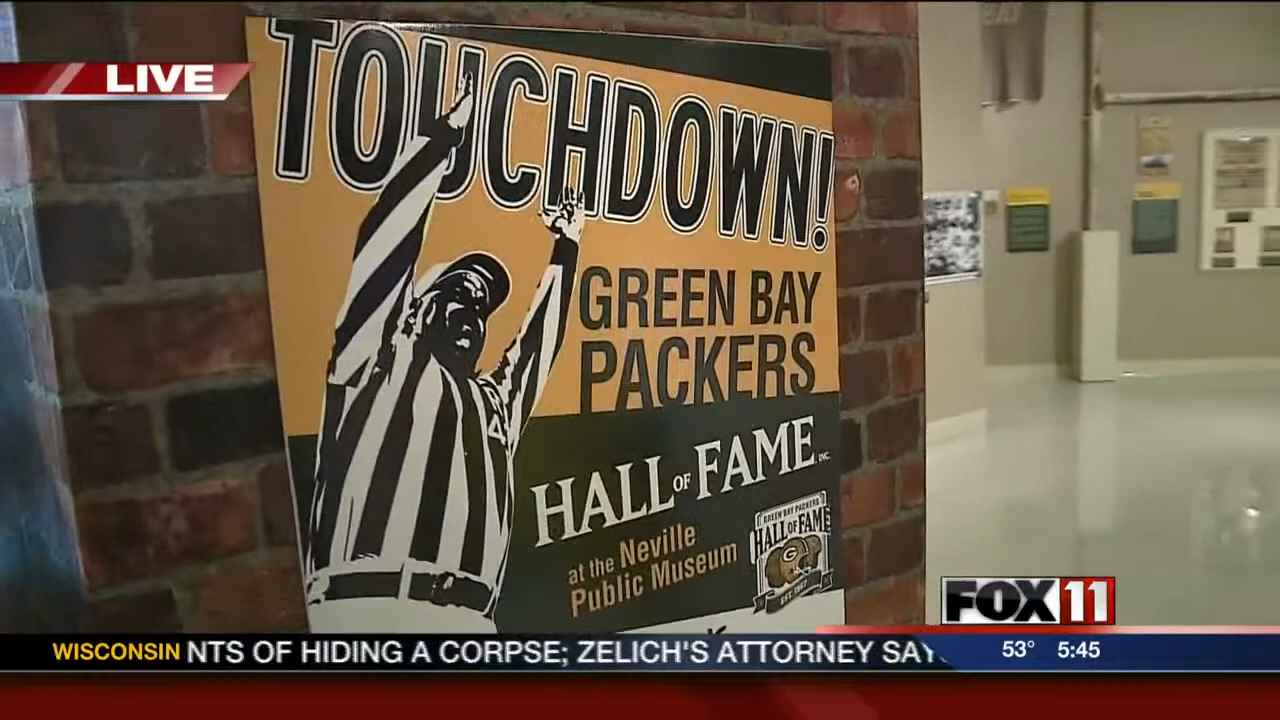 LIVE
TOUCHDOWN!
GREEN BAY
PACKERS
HALL OF FAME, INC.
at the Neville
Public Museum
GREEN BAY PACKERS
HALL OF FAME
G
EST. 1967
FOX 11
WISCONSIN NTS OF HIDING A CORPSE; ZELICH'S ATTORNEY SAY
53° 5:45